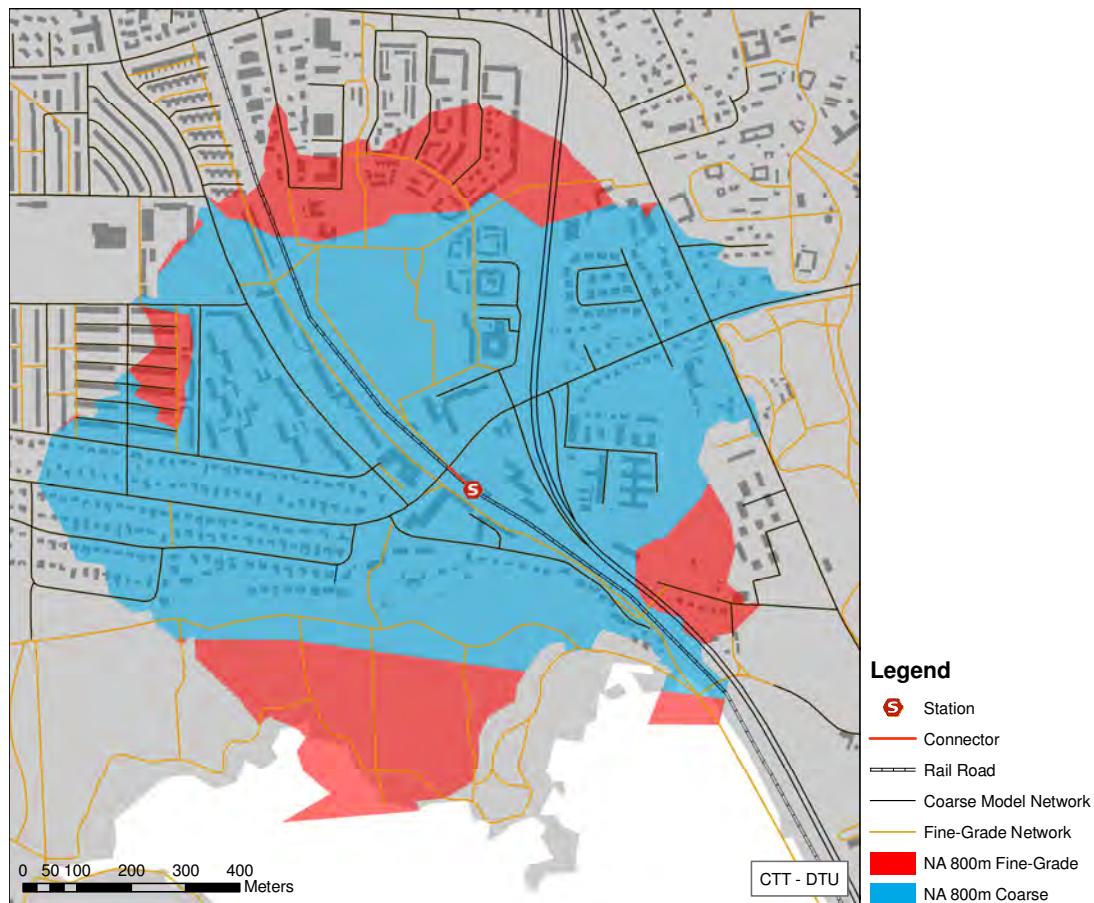 S
0 50 100 200 300 400
Meters
CTT - DTU
Legend
S Station
Connector
Rail Road
Coarse Model Network
Fine-Grade Network
NA 800m Fine-Grade
NA 800m Coarse